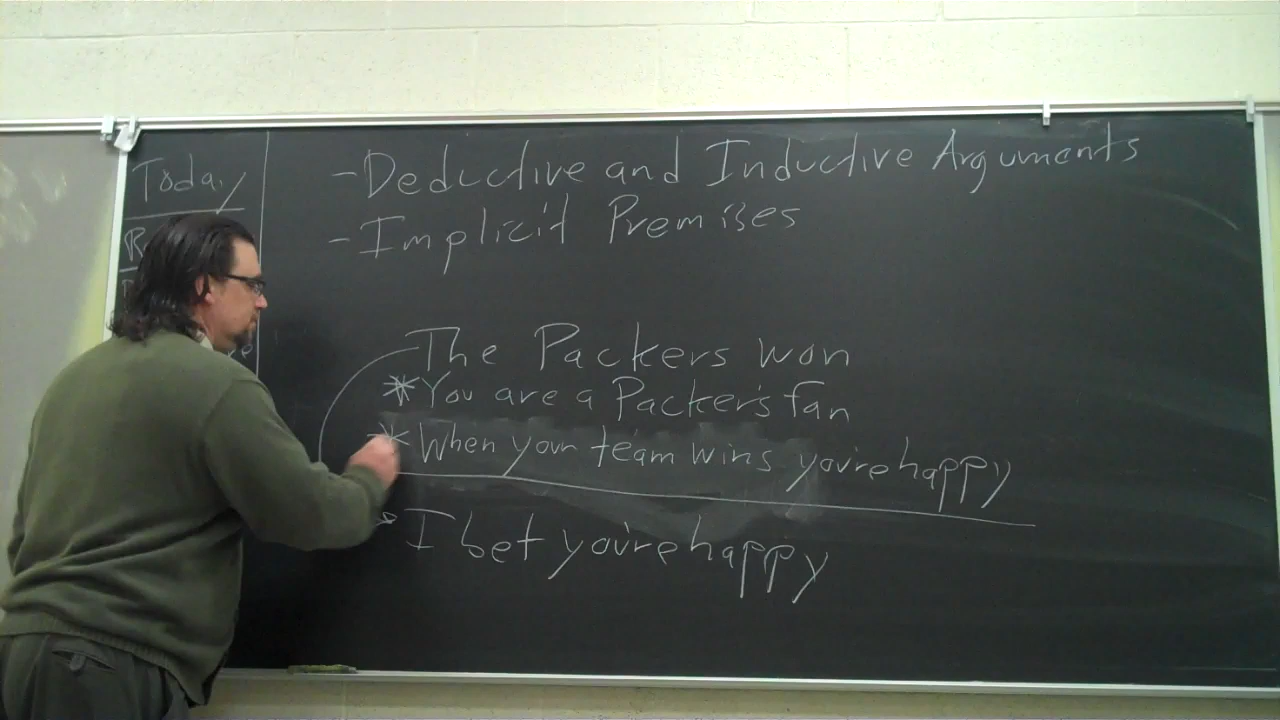 Today
- Deductive and Inductive Arguments
- Implicit Premises
The Packers won
*You are a Packer's fan
*When your team wins you're happy
I bet you're happy